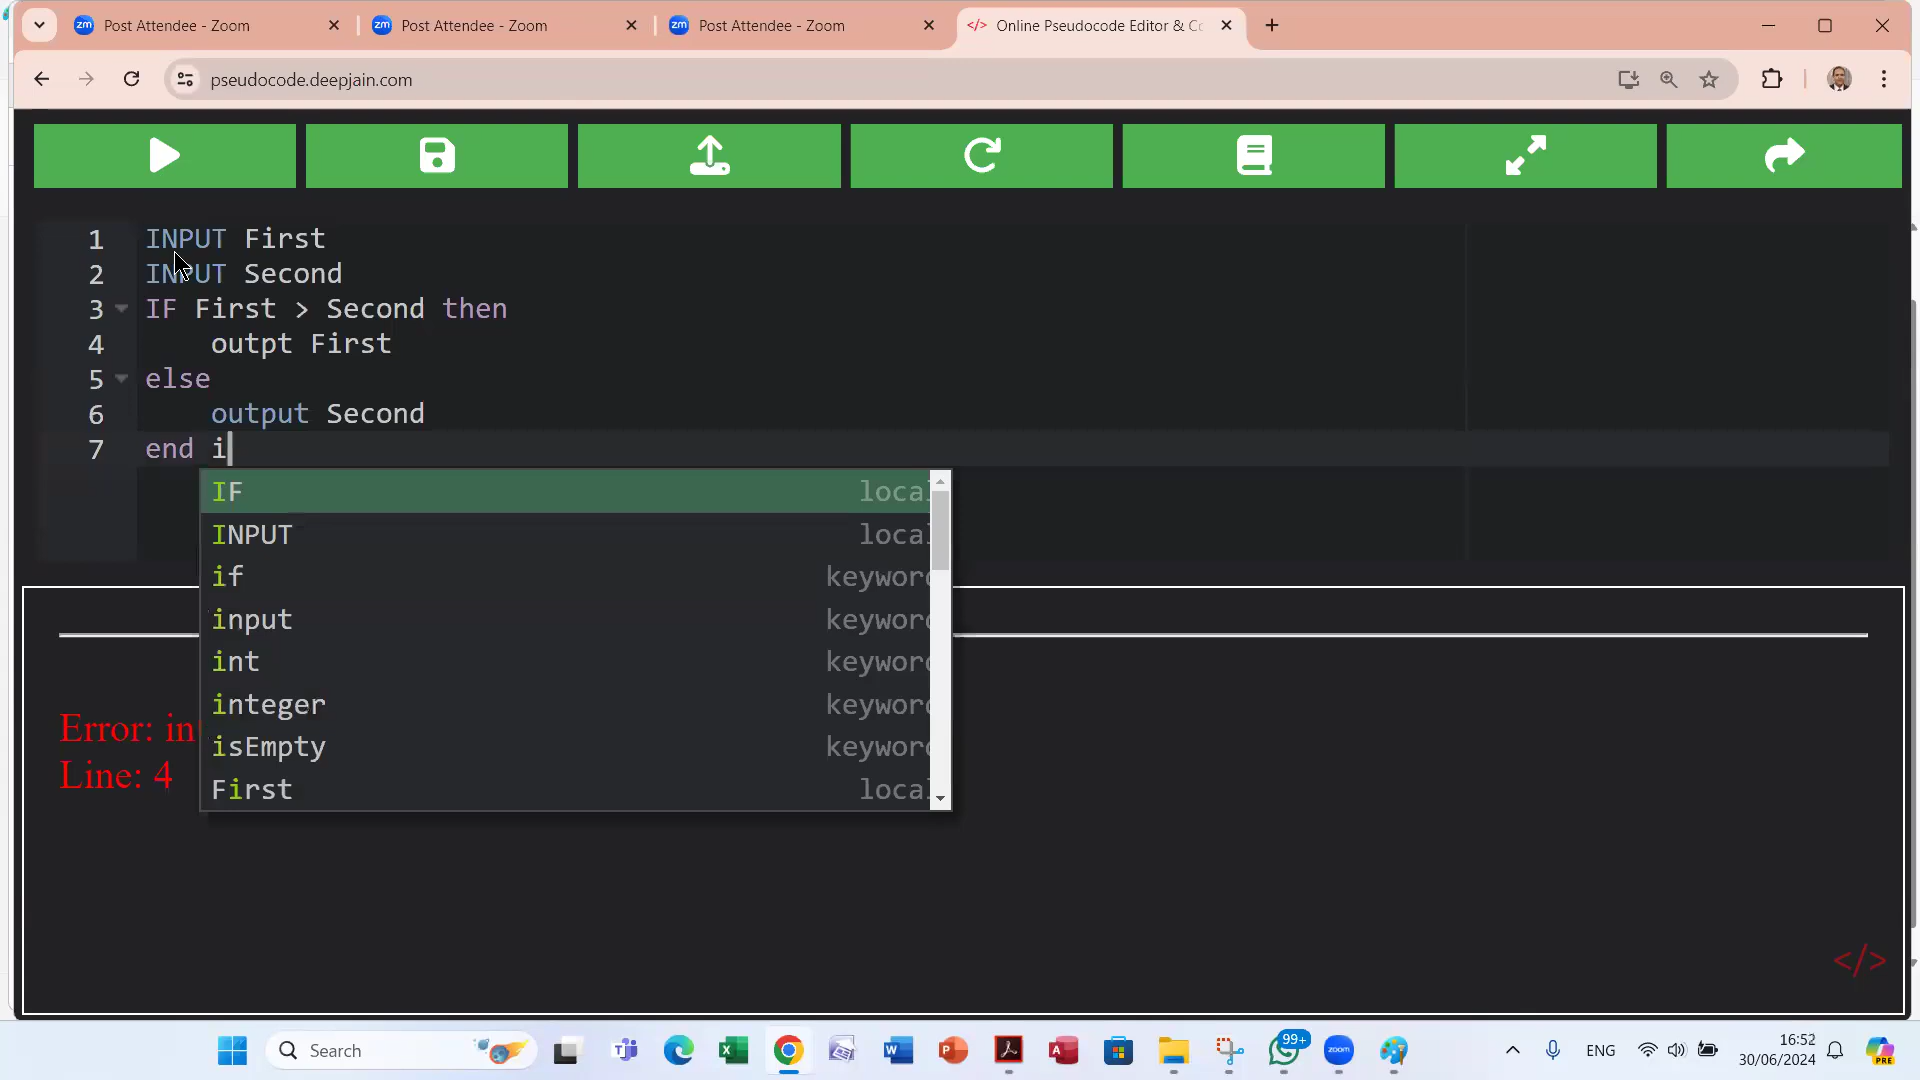 Post Attendee - Zoom
Post Attendee - Zoom
Post Attendee - Zoom
</> Online Pseudocode Editor & Co
pseudocode.deepjain.com
1 INPUT First
2 INPUT Second
3 IF First > Second then
4 outpt First
5 else
6 output Second
7 end i
IF local
INPUT local
if keyword
input keyword
int keyword
integer keyword
isEmpty keyword
First local
Error: in
Line: 4
</>
Search
99+
zoom
ENG
16:52
30/06/2024
PRE